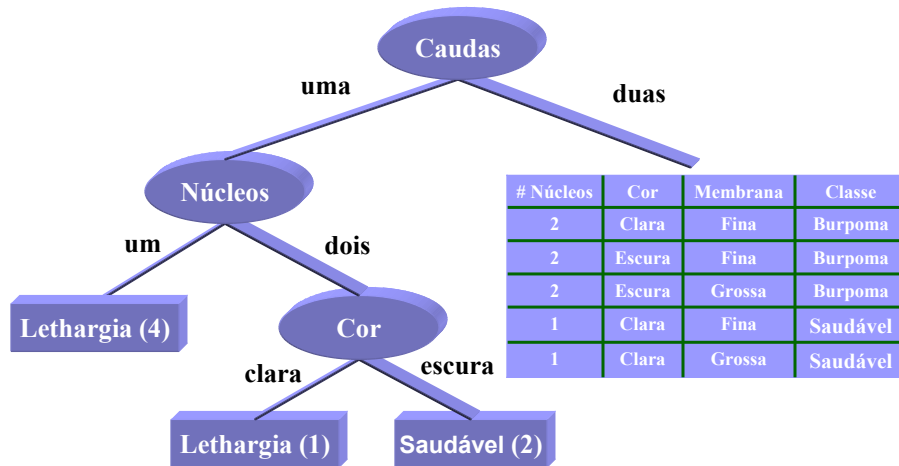 Caudas
uma
duas
Núcleos
# Núcleos Cor Membrana Classe
2 Clara Fina Burpoma
2 Escura Fina Burpoma
2 Escura Grossa Burpoma
1 Clara Fina Saudável
1 Clara Grossa Saudável
um
dois
Lethargia (4)
Cor
clara
escura
Lethargia (1)
Saudável (2)